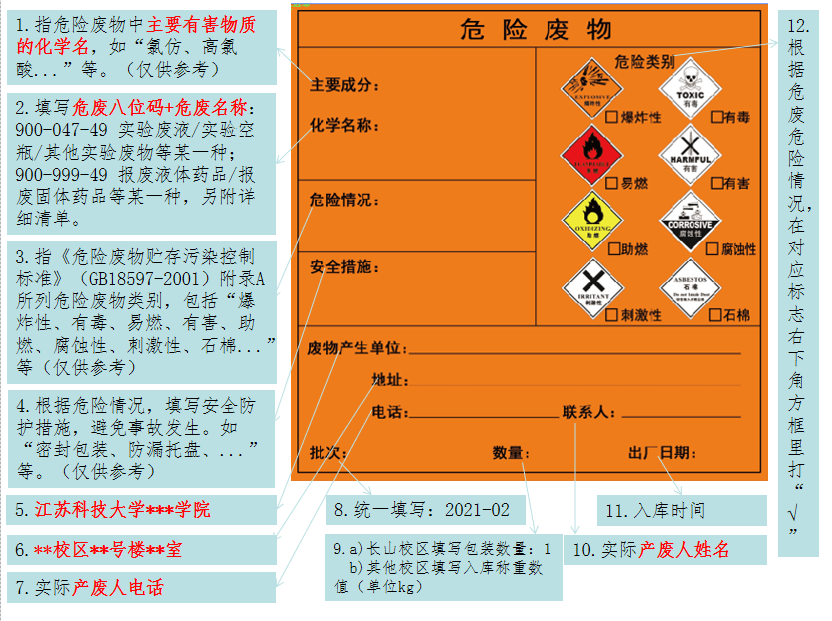 1.指危险废物中主要有害物质
的化学名，如“氯仿、高氯
酸...”等。（仅供参考）
2.填写危废八位码+危废名称：
900-047-49 实验废液/实验空
瓶/其他实验废物等某一种；
900-999-49 报废液体药品/报
废固体药品等某一种，另附详
细清单。
3.指《危险废物贮存污染控制
标准》（GB18597-2001）附录A
所列危险废物类别，包括“爆
炸性、有毒、易燃、有害、助
燃、腐蚀性、刺激性、石棉...”
等（仅供参考）
4.根据危险情况，填写安全防
护措施，避免事故发生。如
“密封包装、防漏托盘、...”
等。（仅供参考）
5.江苏科技大学***学院
6.**校区**号楼**室
7.实际产废人电话
危险废物
主要成分：
化学名称：
危险情况：
安全措施：
危险类别
EXPLOSIVE
爆炸性
爆炸性
TOXIC
有毒
有毒
易燃
HARMFUL
有害
有害
OXIDIZING
助燃
助燃
CORROSIVE
腐蚀性
腐蚀性
IRRITANT
刺激性
刺激性
ASBESTOS
石棉
Do not Inhale Dust
石棉
废物产生单位：
地址：
电话：
联系人：
批次：
数量：
出厂日期：
8.统一填写：2021-02
9.a)长山校区填写包装数量：1
b)其他校区填写入库称重数
值（单位kg）
10.实际产废人姓名
11.入库时间
12.
根
据
危
废
危
险
情
况，
在
对
应
标
志
右
下
角
方
框
里
打
“
√
”